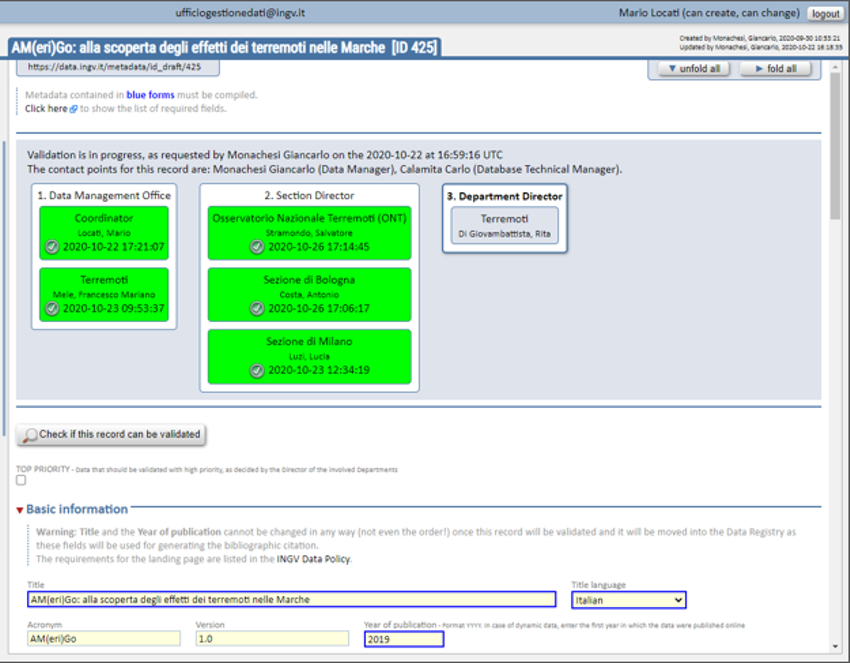 ufficiogestionedati@ingv.it
Mario Locati (can create, can change)
logout
AM(eri)Go: alla scoperta degli effetti dei terremoti nelle Marche [ID 425]
Created by Monachesi, Giancarlo, 2020-09-30 10:53:21
Updated by Monachesi, Giancarlo, 2020-10-22 16:18:35
https://data.ingv.it/metadata/id_draft/425
▼ unfold all
► fold all
Metadata contained in blue forms must be compiled.
Click here to show the list of required fields.
Validation is in progress, as requested by Monachesi Giancarlo on the 2020-10-22 at 16:59:16 UTC
The contact points for this record are: Monachesi Giancarlo (Data Manager), Calamita Carlo (Database Technical Manager).
1. Data Management Office
Coordinator
Locati, Mario
2020-10-22 17:21:07
Terremoti
Mele, Francesco Mariano
2020-10-23 09:53:37
2. Section Director
Osservatorio Nazionale Terremoti (ONT)
Stramondo, Salvatore
2020-10-26 17:14:45
Sezione di Bologna
Costa, Antonio
2020-10-26 17:06:17
Sezione di Milano
Luzi, Lucia
2020-10-23 12:34:19
3. Department Director
Terremoti
Di Giovambattista, Rita
Check if this record can be validated
TOP PRIORITY - Data that should be validated with high priority, as decided by the Director of the involved Departments
▼ Basic information
Warning: Title and the Year of publication cannot be changed in any way (not even the order!) once this record will be validated and it will be moved into the Data Registry as
these fields will be used for generating the bibliographic citation.
The requirements for the landing page are listed in the INGV Data Policy.
Title
AM(eri)Go: alla scoperta degli effetti dei terremoti nelle Marche
Title language
Italian
Acronym
AM(eri)Go
Version
1.0
Year of publication - Format YYYY. In case of dynamic data, enter the first year in which the data were published online
2019